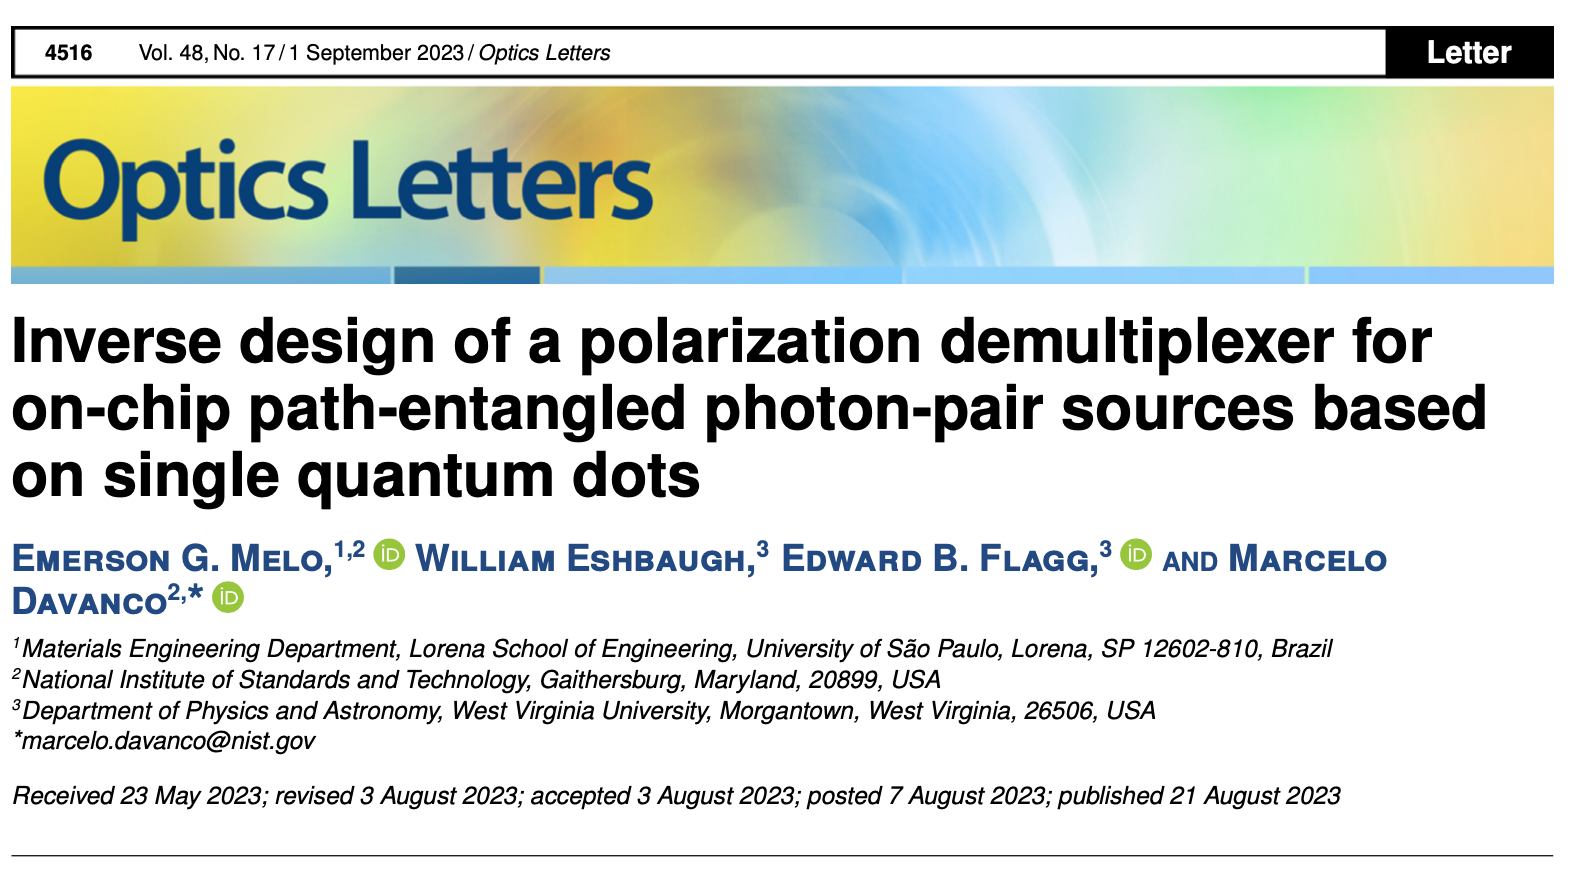 4516 Vol. 48, No. 17 / 1 September 2023 / Optics Letters Letter
Optics Letters
Inverse design of a polarization demultiplexer for
on-chip path-entangled photon-pair sources based
on single quantum dots
EMERSON G. MELO,1,2 iD WILLIAM ESHBAUGH,3 EDWARD B. FLAGG,3 iD AND MARCELO
DAVANCO2,* iD
1Materials Engineering Department, Lorena School of Engineering, University of São Paulo, Lorena, SP 12602-810, Brazil
2National Institute of Standards and Technology, Gaithersburg, Maryland, 20899, USA
3Department of Physics and Astronomy, West Virginia University, Morgantown, West Virginia, 26506, USA
*marcelo.davanco@nist.gov
Received 23 May 2023; revised 3 August 2023; accepted 3 August 2023; posted 7 August 2023; published 21 August 2023